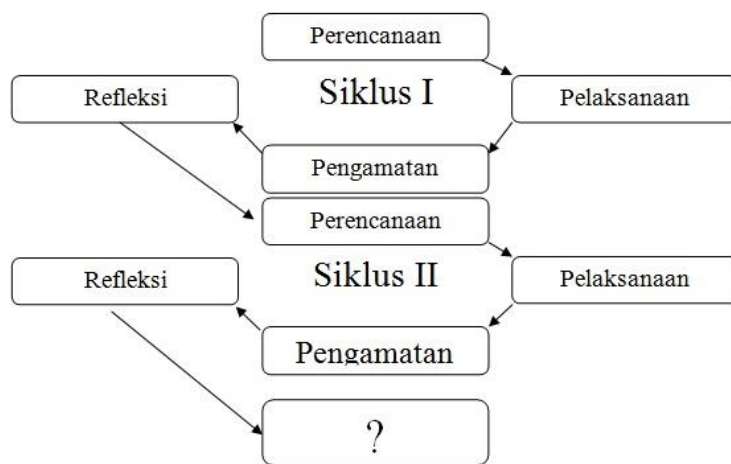 Perencanaan
Refleksi
Siklus I
Pelaksanaan
Pengamatan
Perencanaan
Refleksi
Siklus II
Pelaksanaan
Pengamatan
?